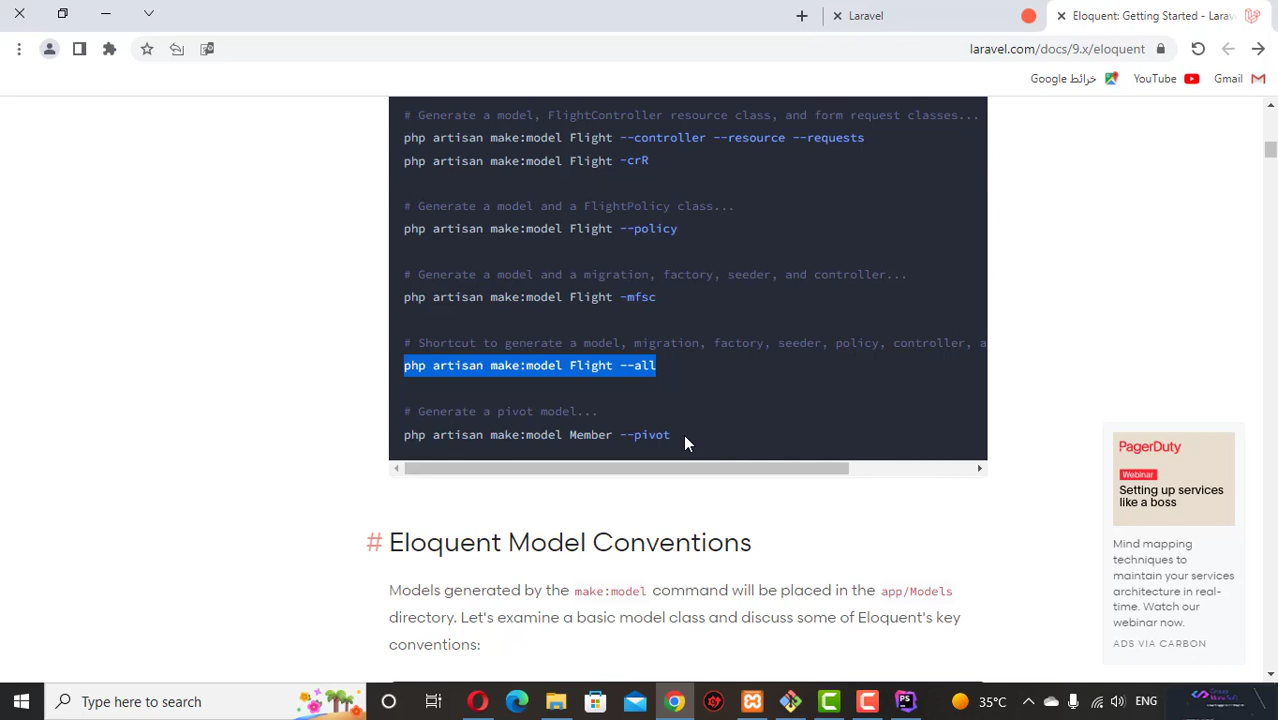 Laravel
Eloquent: Getting Started - Larav
laravel.com/docs/9.x/eloquent
خرائط Google
YouTube
Gmail
# Generate a model, FlightController resource class, and form request classes...
php artisan make:model Flight --controller --resource --requests
php artisan make:model Flight -crR
# Generate a model and a FlightPolicy class...
php artisan make:model Flight --policy
# Generate a model and a migration, factory, seeder, and controller...
php artisan make:model Flight -mfsc
# Shortcut to generate a model, migration, factory, seeder, policy, controller, a
php artisan make:model Flight --all
# Generate a pivot model...
php artisan make:model Member --pivot
# Eloquent Model Conventions
Models generated by the make:model command will be placed in the app/Models
directory. Let's examine a basic model class and discuss some of Eloquent's key
conventions:
PagerDuty
Webinar
Setting up services
like a boss
Mind mapping
techniques to
maintain your services
architecture in real-
time. Watch our
webinar now.
ADS VIA CARBON
Type here to search
PS
35°C
ENG